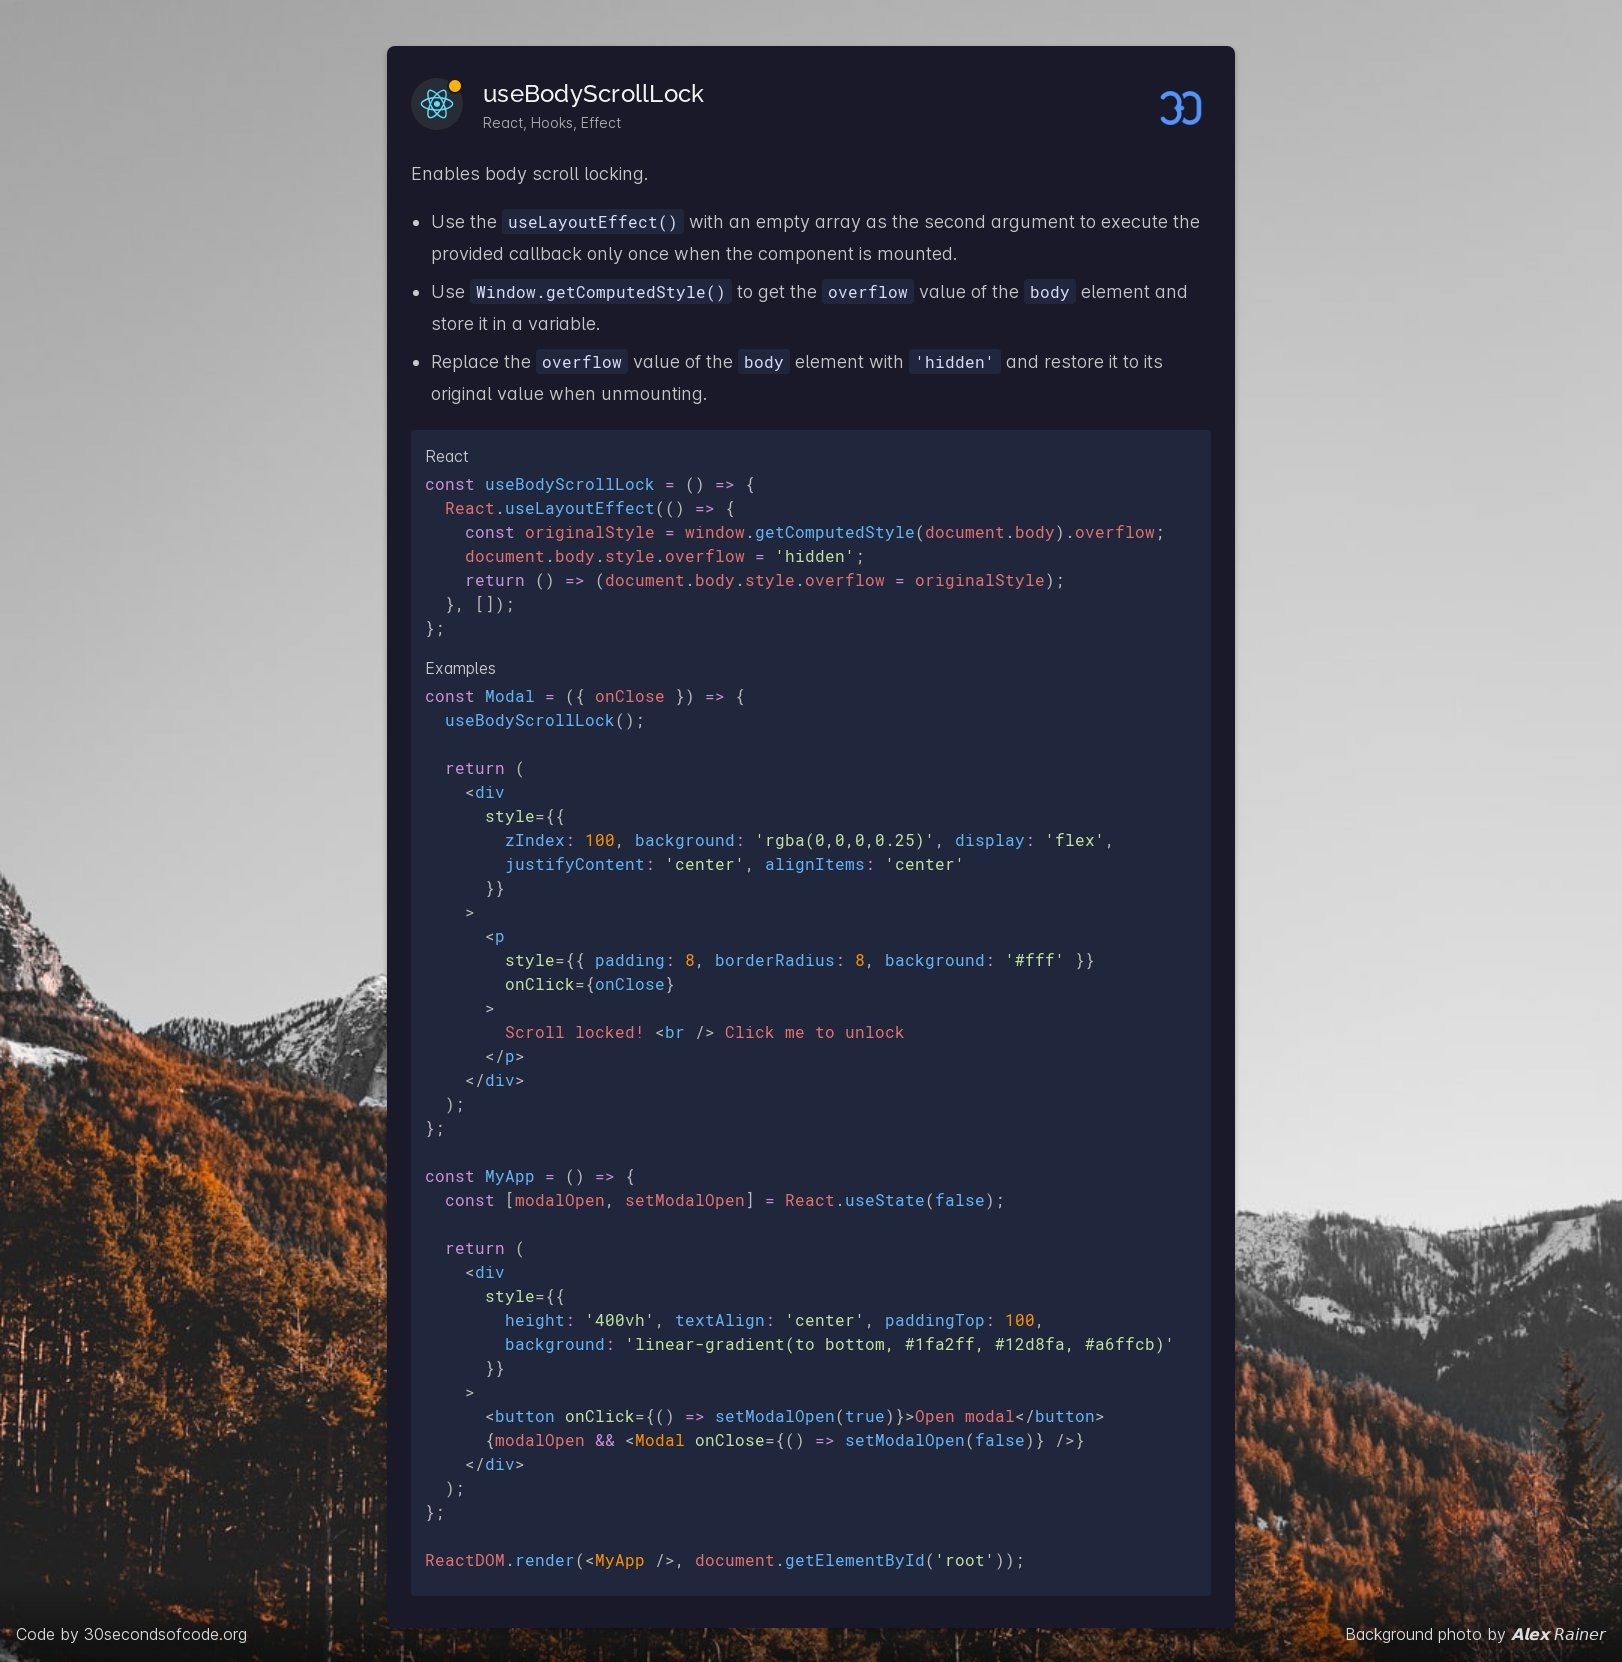 useBodyScrollLock
React, Hooks, Effect
30
Enables body scroll locking.
• Use the useLayoutEffect() with an empty array as the second argument to execute the
provided callback only once when the component is mounted.
• Use Window.getComputedStyle() to get the overflow value of the body element and
store it in a variable.
• Replace the overflow value of the body element with 'hidden' and restore it to its
original value when unmounting.
React
const useBodyScrollLock = () => {
  React.useLayoutEffect(() => {
    const originalStyle = window.getComputedStyle(document.body).overflow;
    document.body.style.overflow = 'hidden';
    return () => (document.body.style.overflow = originalStyle);
  }, []);
};
Examples
const Modal = ({ onClose }) => {
  useBodyScrollLock();

  return (
    <div
      style={{
        zIndex: 100, background: 'rgba(0,0,0,0.25)', display: 'flex',
        justifyContent: 'center', alignItems: 'center'
      }}
    >
      <p
        style={{ padding: 8, borderRadius: 8, background: '#fff' }}
        onClick={onClose}
      >
        Scroll locked! <br /> Click me to unlock
      </p>
    </div>
  );
};

const MyApp = () => {
  const [modalOpen, setModalOpen] = React.useState(false);

  return (
    <div
      style={{
        height: '400vh', textAlign: 'center', paddingTop: 100,
        background: 'linear-gradient(to bottom, #1fa2ff, #12d8fa, #a6ffcb)'
      }}
    >
      <button onClick={() => setModalOpen(true)}>Open modal</button>
      {modalOpen && <Modal onClose={() => setModalOpen(false)} />}
    </div>
  );
};

ReactDOM.render(<MyApp />, document.getElementById('root'));
Code by 30secondsofcode.org
Background photo by Alex Rainer